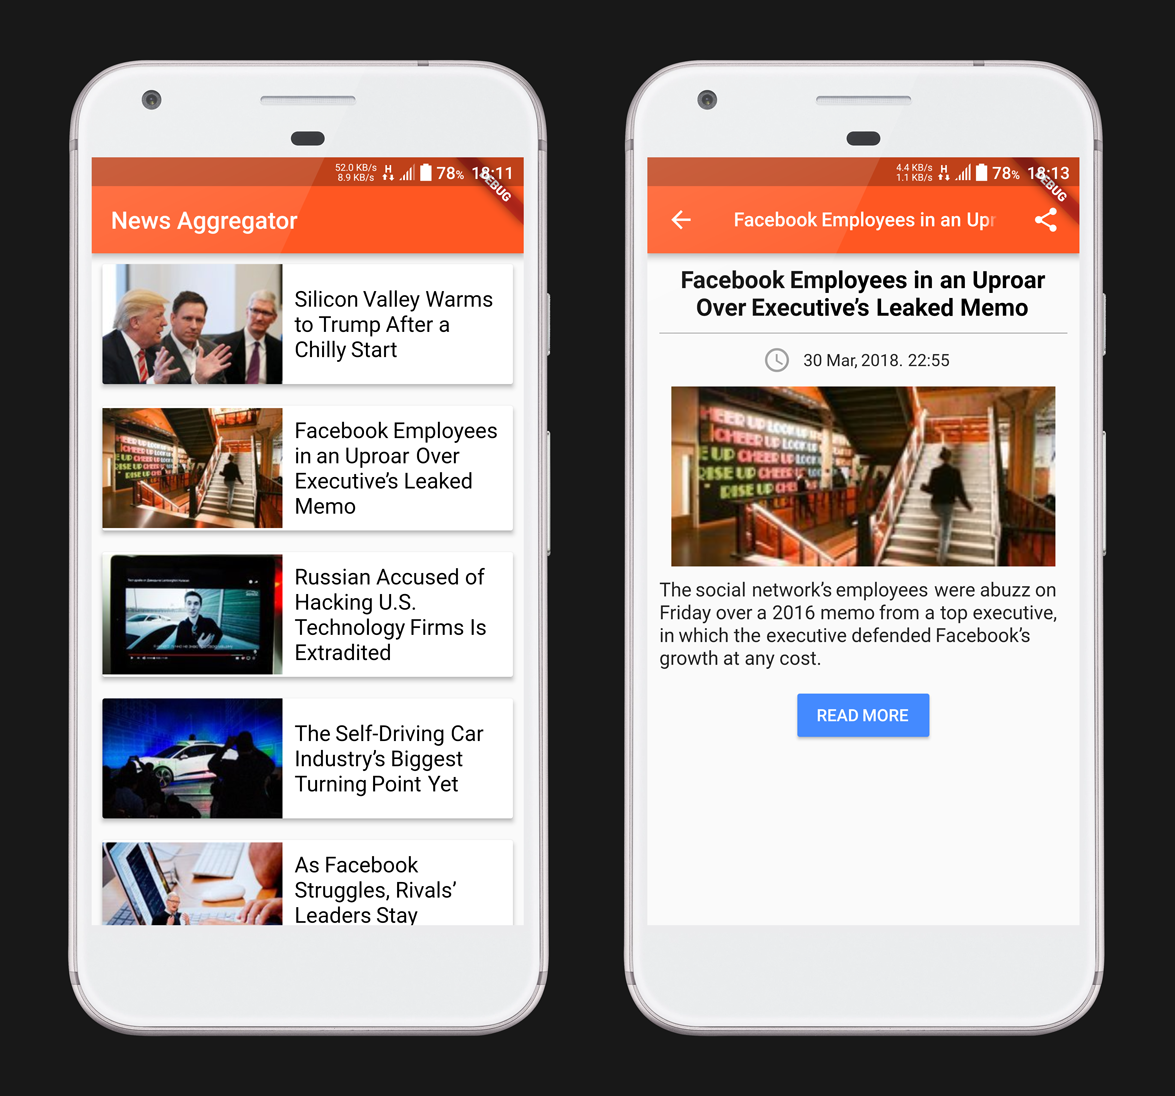 52.0 KB/s
8.9 KB/s
H
78%
18:11
DEBUG
News Aggregator
Silicon Valley Warms
to Trump After a
Chilly Start
Facebook Employees
in an Uproar Over
Executive’s Leaked
Memo
Russian Accused of
Hacking U.S.
Technology Firms Is
Extradited
The Self-Driving Car
Industry’s Biggest
Turning Point Yet
As Facebook
Struggles, Rivals’
Leaders Stay
4.4 KB/s
1.1 KB/s
H
78%
18:13
DEBUG
Facebook Employees in an Upr
Facebook Employees in an Uproar
Over Executive’s Leaked Memo
30 Mar, 2018. 22:55
HEER UP LOOK UP
CHEER UP LOOK U
E UP CHEER UP LOOK
RISE UP CHEER UP
RISE UP CHEER
The social network’s employees were abuzz on
Friday over a 2016 memo from a top executive,
in which the executive defended Facebook’s
growth at any cost.
READ MORE